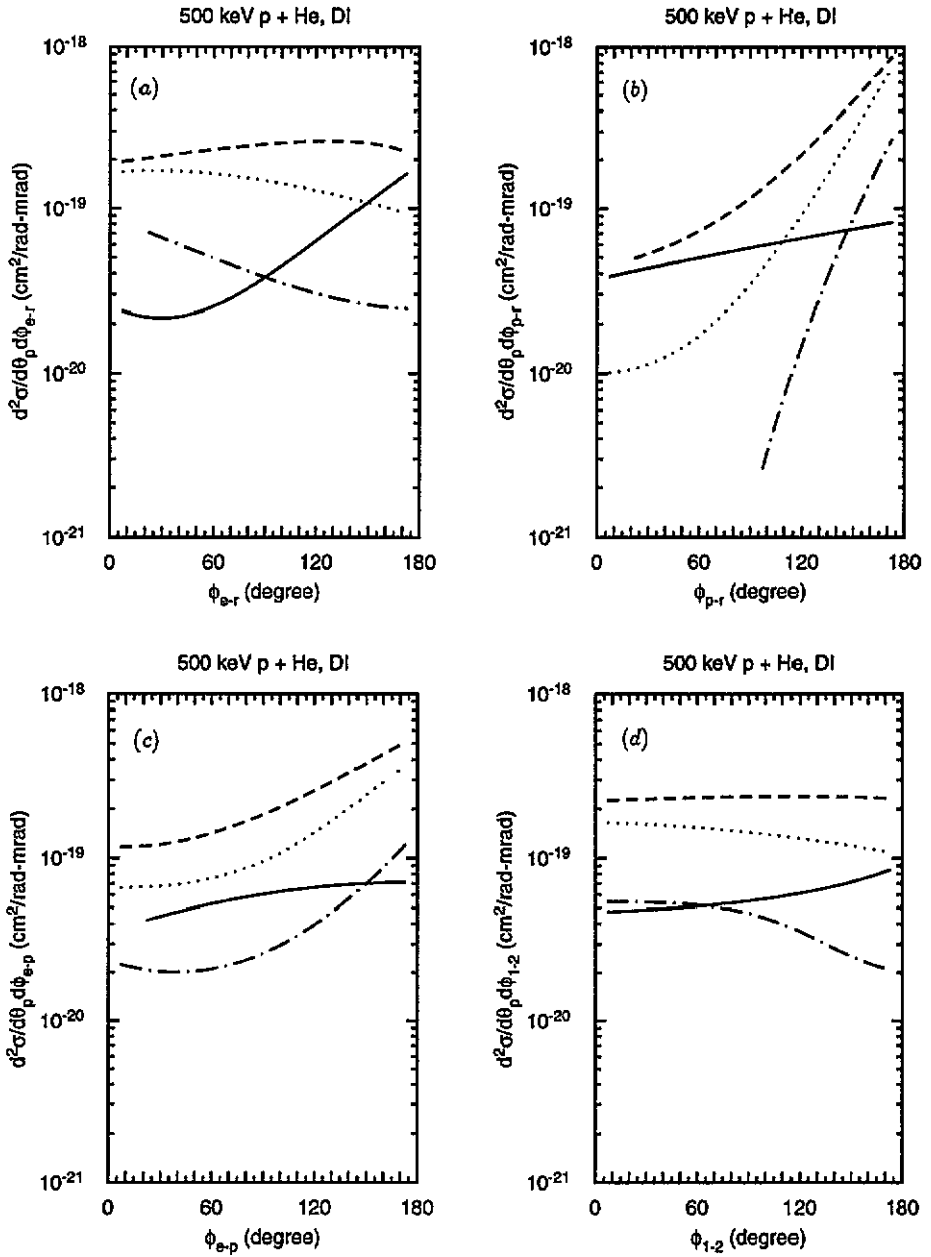 500 keV p + He, DI
(a)
d²σ/dθₚdϕₑ₋ᵣ (cm²/rad-mrad)
10⁻¹⁸
10⁻¹⁹
10⁻²⁰
10⁻²¹
0 60 120 180
ϕₑ₋ᵣ (degree)
500 keV p + He, DI
(b)
d²σ/dθₚdϕₚ₋ᵣ (cm²/rad-mrad)
10⁻¹⁸
10⁻¹⁹
10⁻²⁰
10⁻²¹
0 60 120 180
ϕₚ₋ᵣ (degree)
500 keV p + He, DI
(c)
d²σ/dθₚdϕₑ₋ₚ (cm²/rad-mrad)
10⁻¹⁸
10⁻¹⁹
10⁻²⁰
10⁻²¹
0 60 120 180
ϕₑ₋ₚ (degree)
500 keV p + He, DI
(d)
d²σ/dθₚdϕ₁₋₂ (cm²/rad-mrad)
10⁻¹⁸
10⁻¹⁹
10⁻²⁰
10⁻²¹
0 60 120 180
ϕ₁₋₂ (degree)